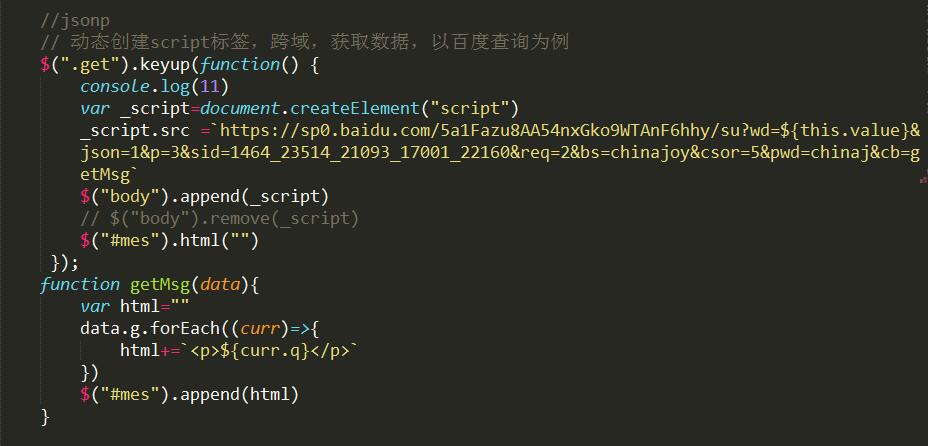 //jsonp
// 动态创建script标签，跨域，获取数据，以百度查询为例
$(".get").keyup(function() {
console.log(11)
var _script=document.createElement("script")
_script.src =`https://sp0.baidu.com/5a1Fazu8AA54nxGko9WTAnF6hhy/su?wd=${this.value}&
json=1&p=3&sid=1464_23514_21093_17001_22160&req=2&bs=chinajoy&csor=5&pwd=chinaj&cb=g
etMsg`
$("body").append(_script)
// $("body").remove(_script)
$("#mes").html("")
});
function getMsg(data){
var html=""
data.g.forEach((curr)=>{
html+=`<p>${curr.q}</p>`
})
$("#mes").append(html)
}